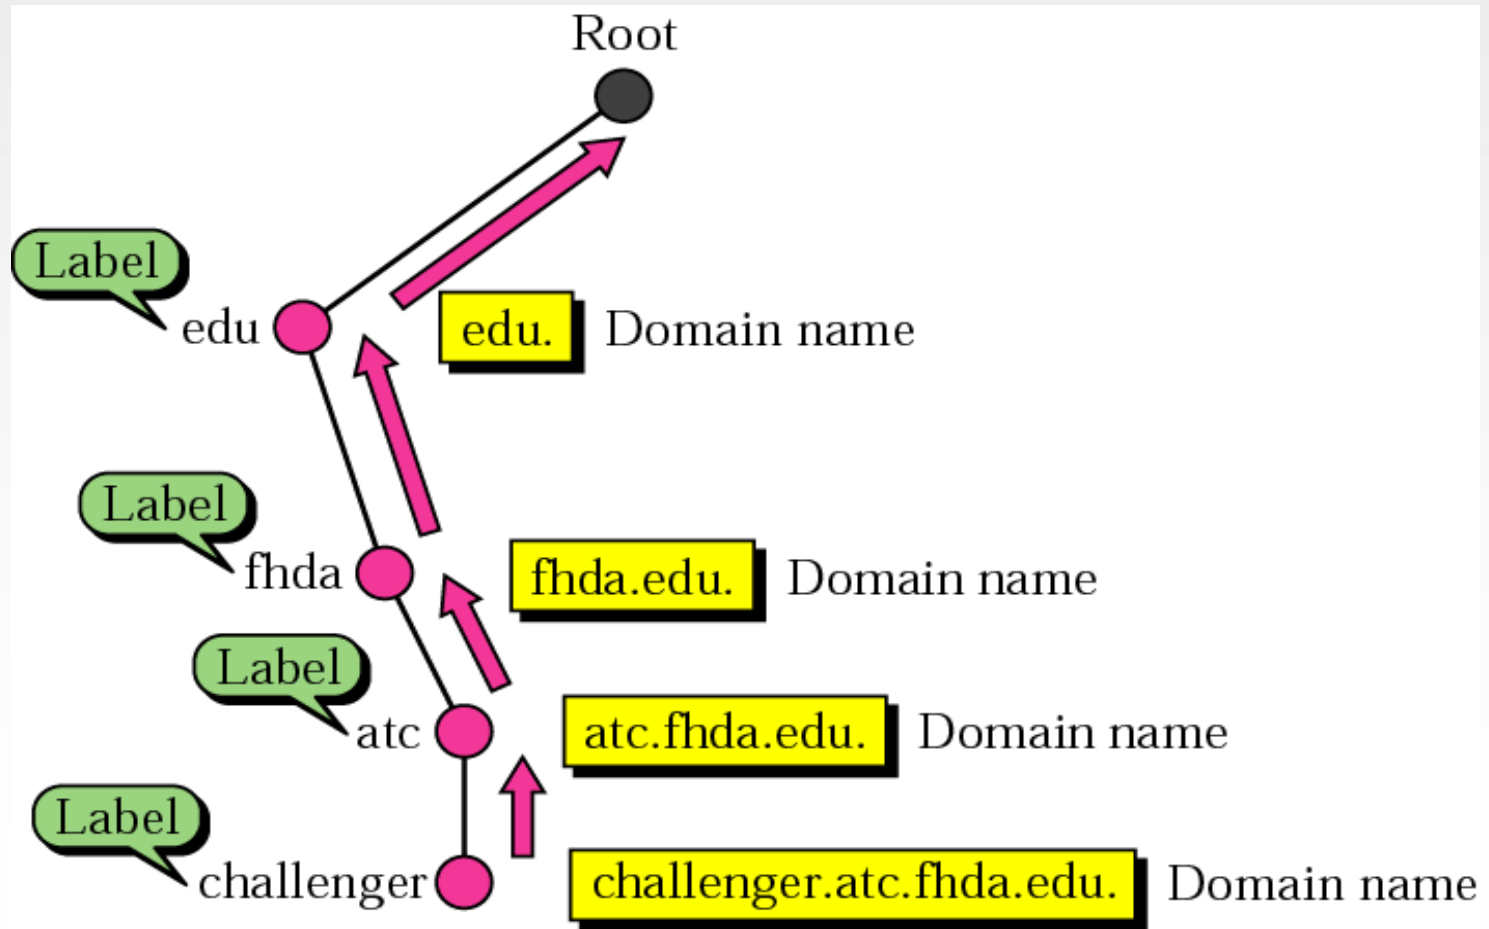 Root
Label
edu
edu. Domain name
Label
fhda
fhda.edu. Domain name
Label
atc
atc.fhda.edu. Domain name
Label
challenger
challenger.atc.fhda.edu. Domain name